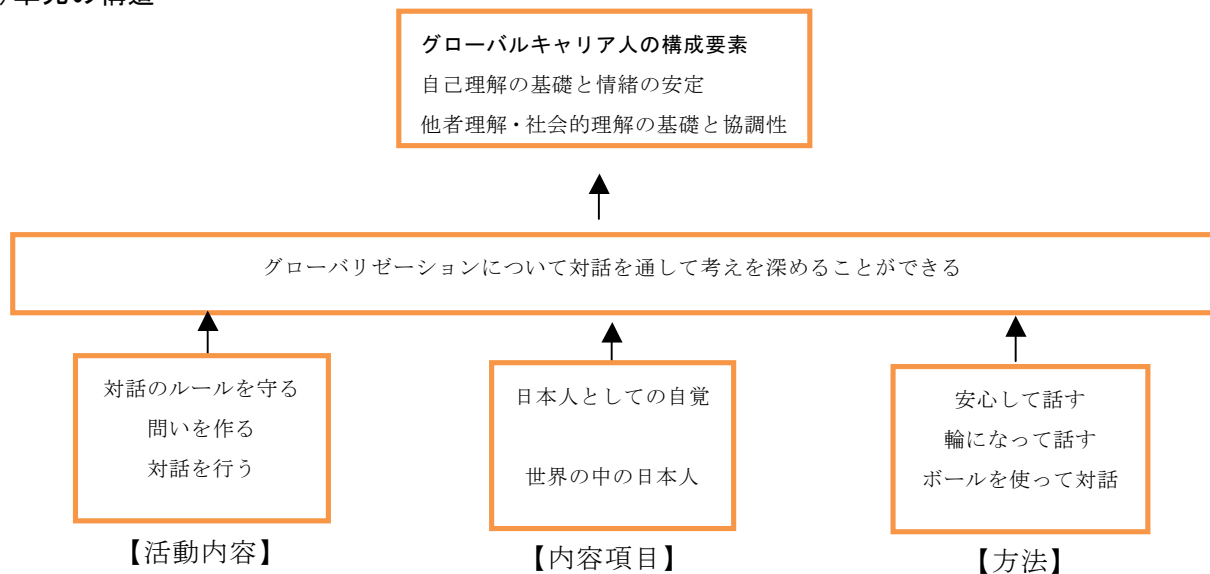 グローバルキャリア人の構成要素
自己理解の基礎と情緒の安定
他者理解・社会的理解の基礎と協調性
グローバリゼーションについて対話を通して考えを深めることができる
対話のルールを守る
問いを作る
対話を行う
【活動内容】
日本人としての自覚
世界の中の日本人
【内容項目】
安心して話す
輪になって話す
ボールを使って対話
【方法】